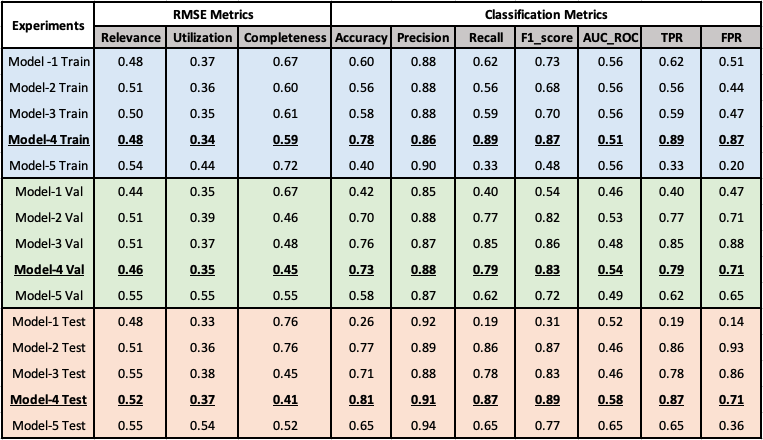 Experiments RMSE Metrics Classification Metrics
Relevance Utilization Completeness Accuracy Precision Recall F1_score AUC_ROC TPR FPR
Model -1 Train 0.48 0.37 0.67 0.60 0.88 0.62 0.73 0.56 0.62 0.51
Model-2 Train 0.51 0.36 0.60 0.56 0.88 0.56 0.68 0.56 0.56 0.44
Model-3 Train 0.50 0.35 0.61 0.58 0.88 0.59 0.70 0.56 0.59 0.47
Model-4 Train 0.48 0.34 0.59 0.78 0.86 0.89 0.87 0.51 0.89 0.87
Model-5 Train 0.54 0.44 0.72 0.40 0.90 0.33 0.48 0.56 0.33 0.20
Model-1 Val 0.44 0.35 0.67 0.42 0.85 0.40 0.54 0.46 0.40 0.47
Model-2 Val 0.51 0.39 0.46 0.70 0.88 0.77 0.82 0.53 0.77 0.71
Model-3 Val 0.51 0.37 0.48 0.76 0.87 0.85 0.86 0.48 0.85 0.88
Model-4 Val 0.46 0.35 0.45 0.73 0.88 0.79 0.83 0.54 0.79 0.71
Model-5 Val 0.55 0.55 0.55 0.58 0.87 0.62 0.72 0.49 0.62 0.65
Model-1 Test 0.48 0.33 0.76 0.26 0.92 0.19 0.31 0.52 0.19 0.14
Model-2 Test 0.51 0.36 0.76 0.77 0.89 0.86 0.87 0.46 0.86 0.93
Model-3 Test 0.55 0.38 0.45 0.71 0.88 0.78 0.83 0.46 0.78 0.86
Model-4 Test 0.52 0.37 0.41 0.81 0.91 0.87 0.89 0.58 0.87 0.71
Model-5 Test 0.55 0.54 0.52 0.65 0.94 0.65 0.77 0.65 0.65 0.36